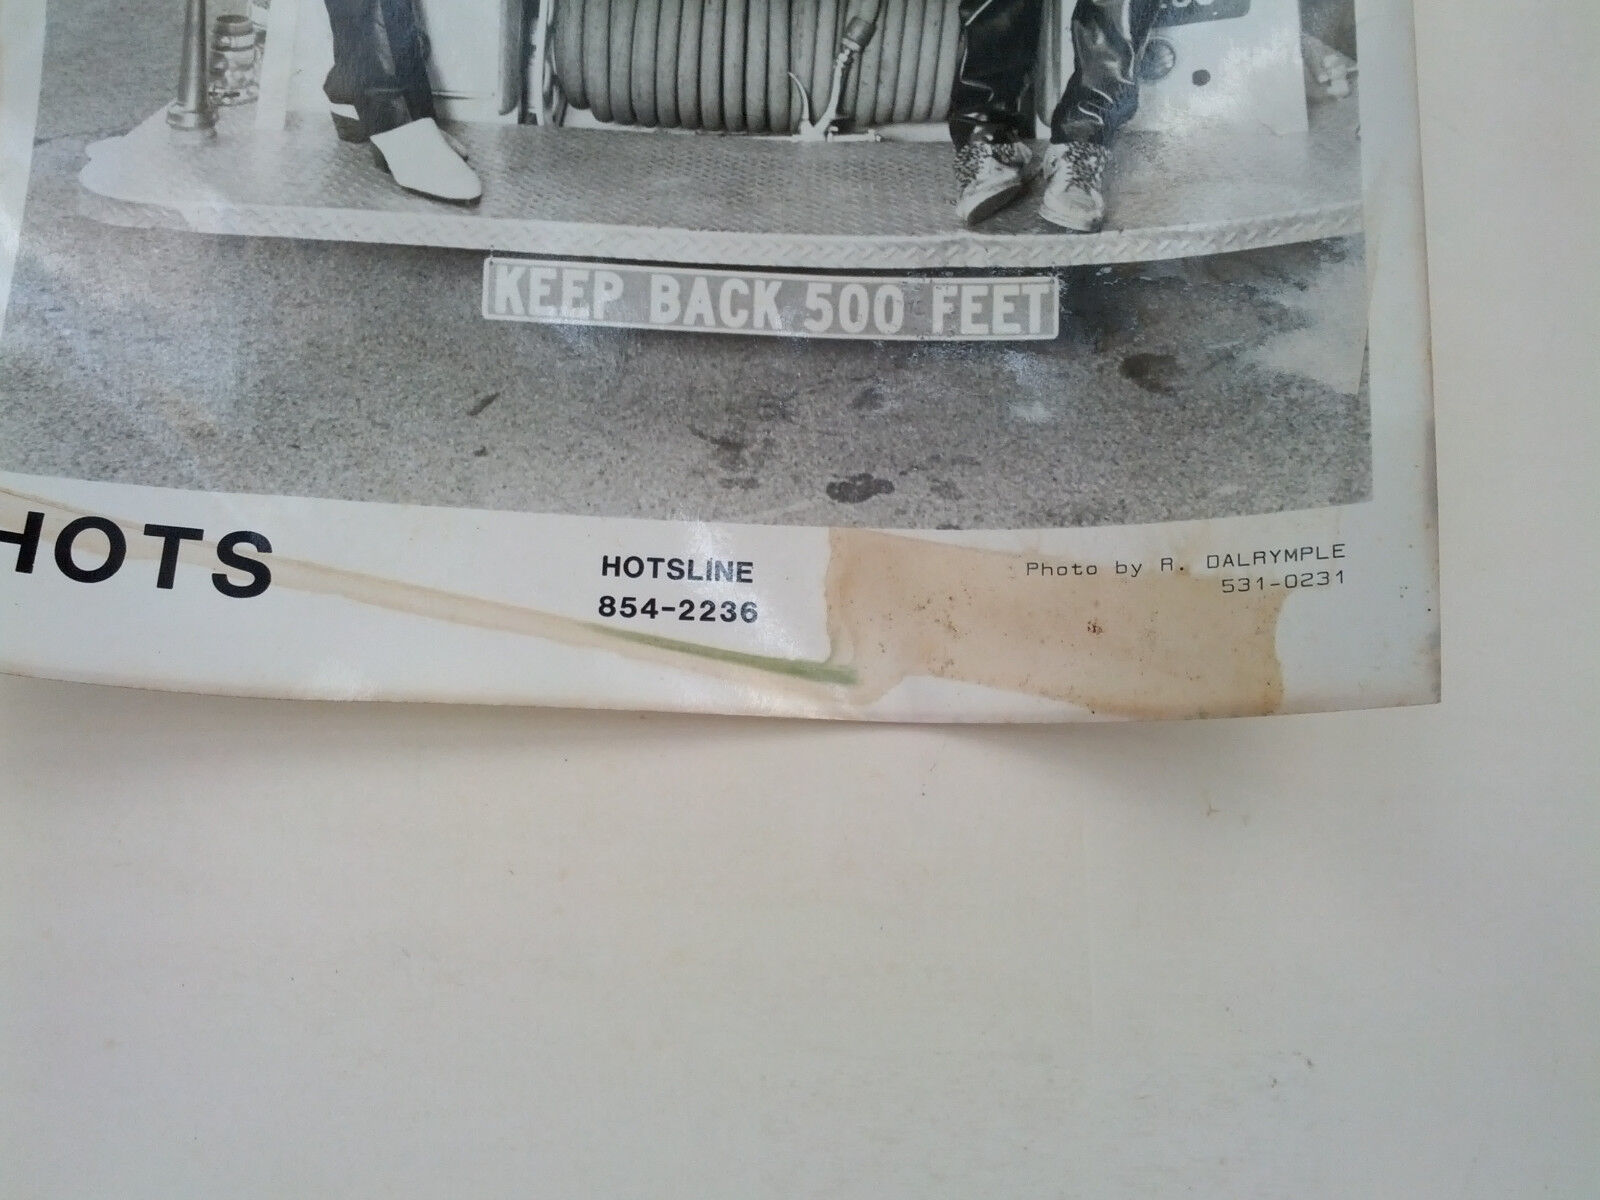 KEEP BACK 500 FEET
HOTS
HOTSLINE
854-2236
Photo by R. DALRYMPLE
531-0231